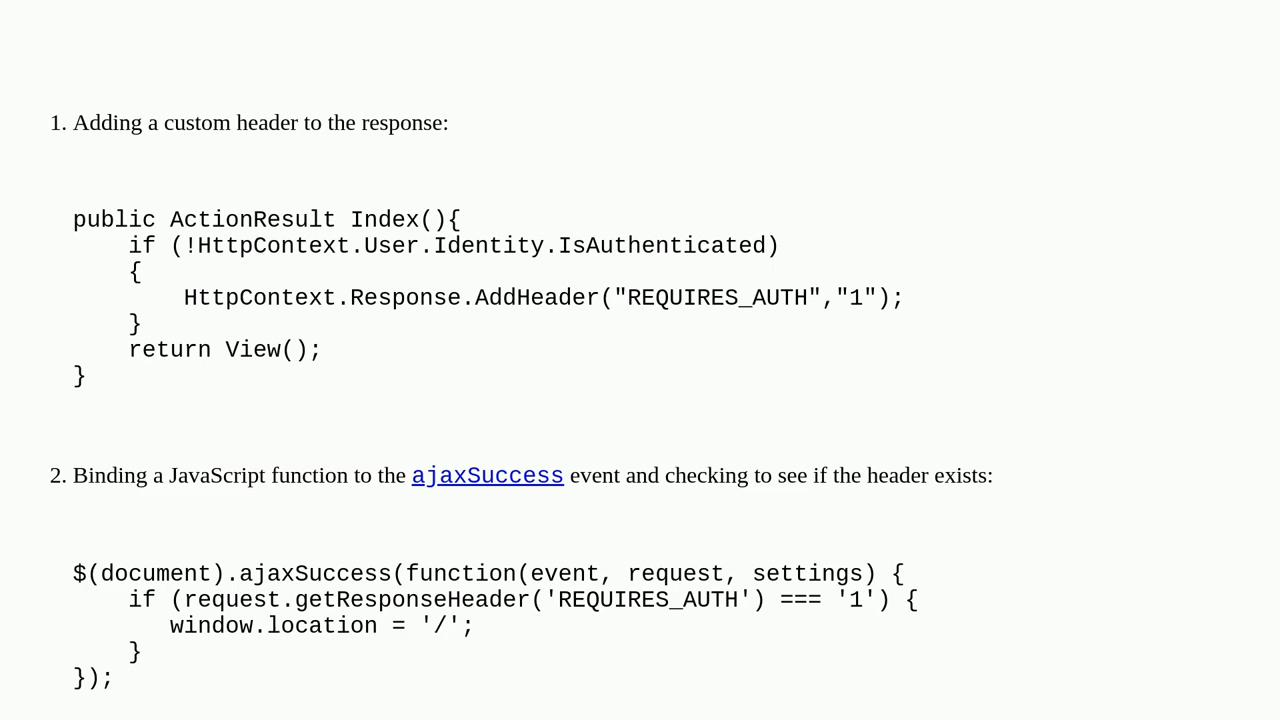 1. Adding a custom header to the response:
public ActionResult Index(){
    if (!HttpContext.User.Identity.IsAuthenticated)
    {
        HttpContext.Response.AddHeader("REQUIRES_AUTH","1");
    }
    return View();
}
2. Binding a JavaScript function to the ajaxSuccess event and checking to see if the header exists:
$(document).ajaxSuccess(function(event, request, settings) {
    if (request.getResponseHeader('REQUIRES_AUTH') === '1') {
       window.location = '/';
    }
});